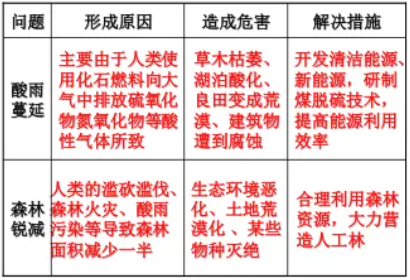 问题 形成原因 造成危害 解决措施
酸雨
蔓延
主要由于人类使
用化石燃料向大
气中排放硫氧化
物氮氧化物等酸
性气体所致
草木枯萎、
湖泊酸化、
良田变成荒
漠、建筑物
遭到腐蚀
开发清洁能源、
新能源，研制
煤脱硫技术，
提高能源利用
效率
森林
锐减
人类的滥砍滥伐、
森林火灾、酸雨
污染等导致森林
面积减少一半
生态环境恶
化、土地荒
漠化 、某些
物种灭绝
合理利用森林
资源，大力营
造人工林